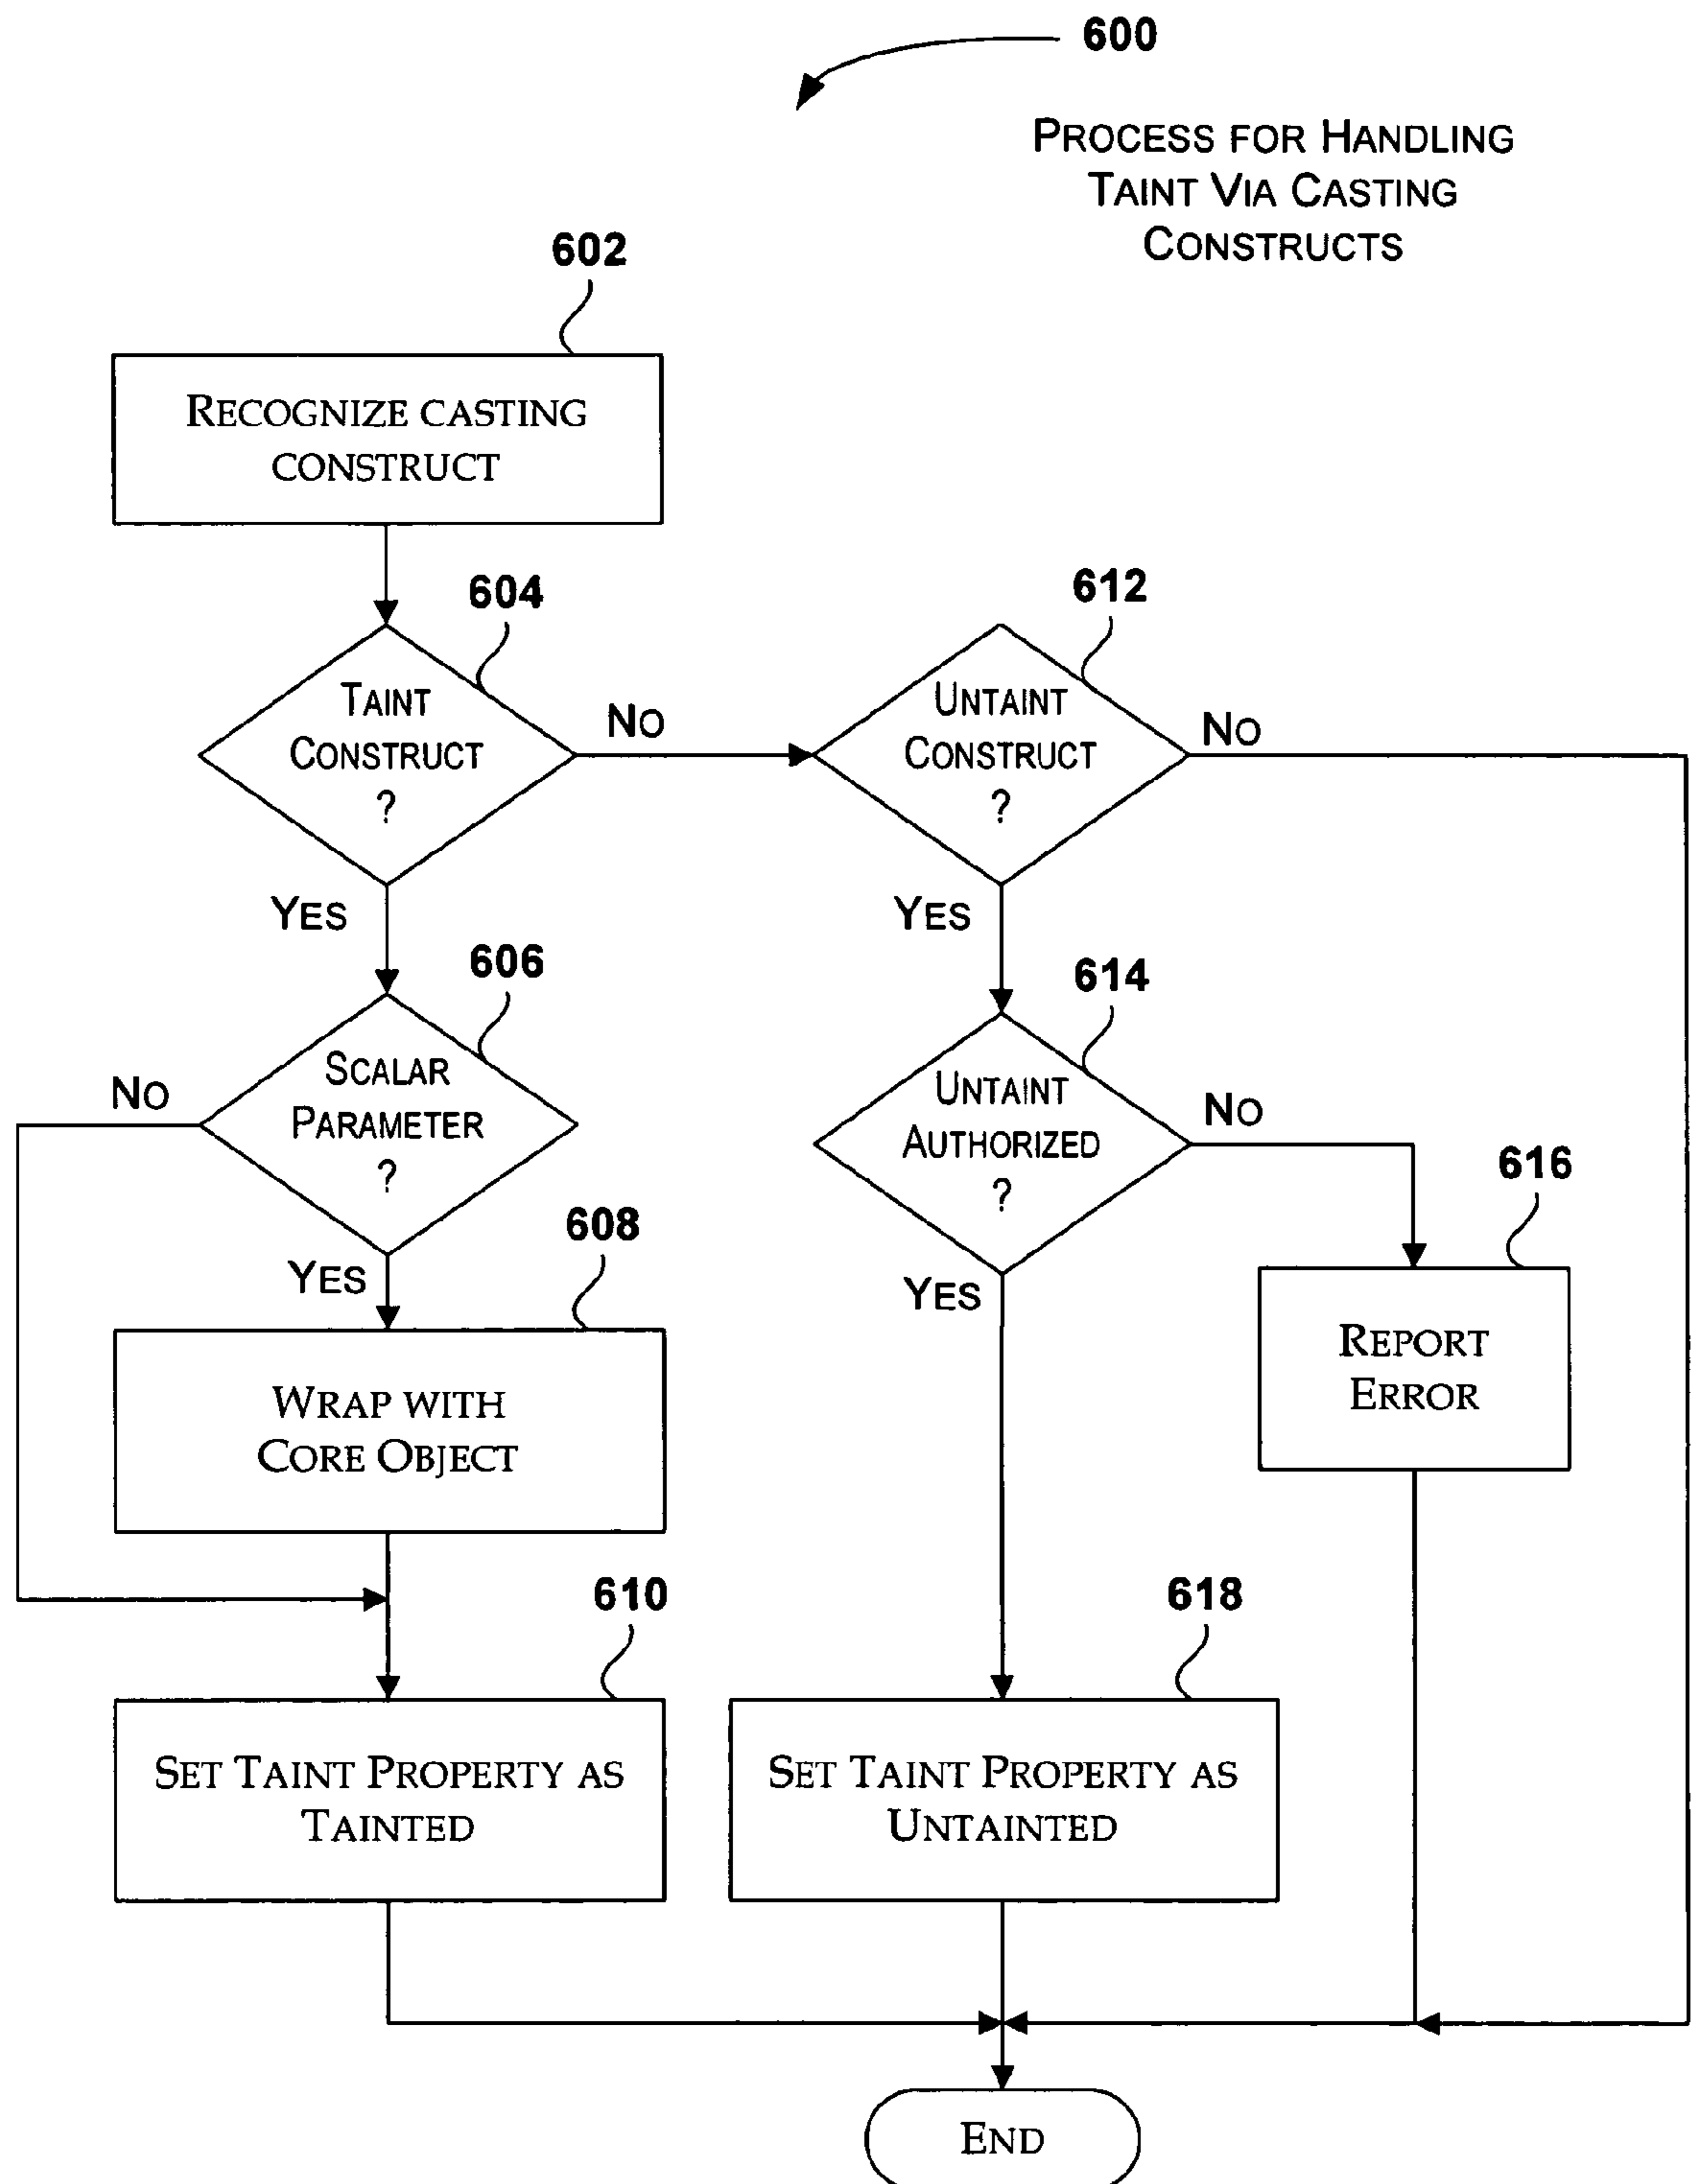 600
PROCESS FOR HANDLING
TAINT VIA CASTING
CONSTRUCTS
602
RECOGNIZE CASTING
CONSTRUCT
604
TAINT
CONSTRUCT
?
NO
YES
612
UNTAINT
CONSTRUCT
?
NO
YES
606
SCALAR
PARAMETER
?
NO
YES
614
UNTAINT
AUTHORIZED
?
NO
YES
616
REPORT
ERROR
608
WRAP WITH
CORE OBJECT
610
SET TAINT PROPERTY AS
TAINTED
618
SET TAINT PROPERTY AS
UNTAINTED
END